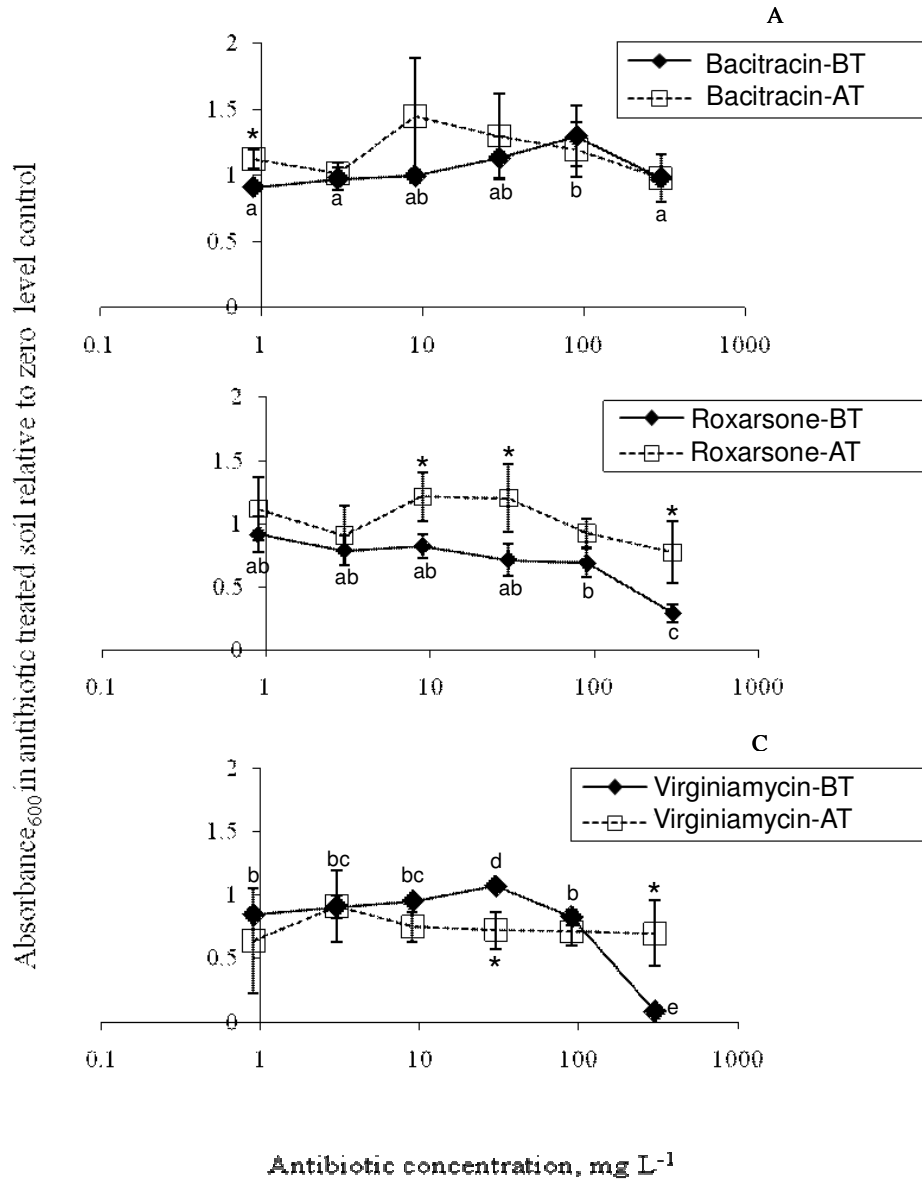 A
Absorbance600 in antibiotic treated soil relative to zero level control
2
Bacitracin-BT
Bacitracin-AT
1.5
*
1
a
a
ab
ab
b
a
0.5
0
0.1
1
10
100
1000
2
Roxarsone-BT
Roxarsone-AT
1.5
*
*
*
1
ab
ab
ab
ab
b
c
0.5
0
0.1
1
10
100
1000
C
2
Virginiamycin-BT
Virginiamycin-AT
1.5
b
bc
bc
d
b
*
1
0.5
*
e
0
0.1
1
10
100
1000
Antibiotic concentration, mg L-1